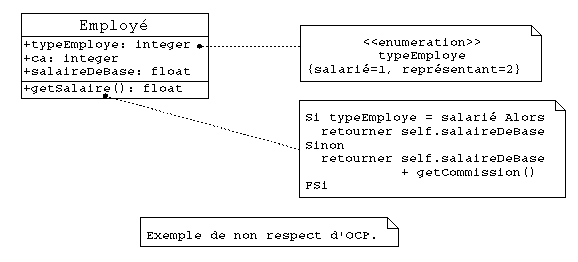 Employé
+typeEmploye: integer
+ca: integer
+salaireDeBase: float
+getSalaire(): float
<<enumeration>>
typeEmploye
{salarié=1, représentant=2}
Si typeEmploye = salarié Alors
retourner self.salaireDeBase
Sinon
retourner self.salaireDeBase
+ getCommission()
FSi
Exemple de non respect d'OCP.